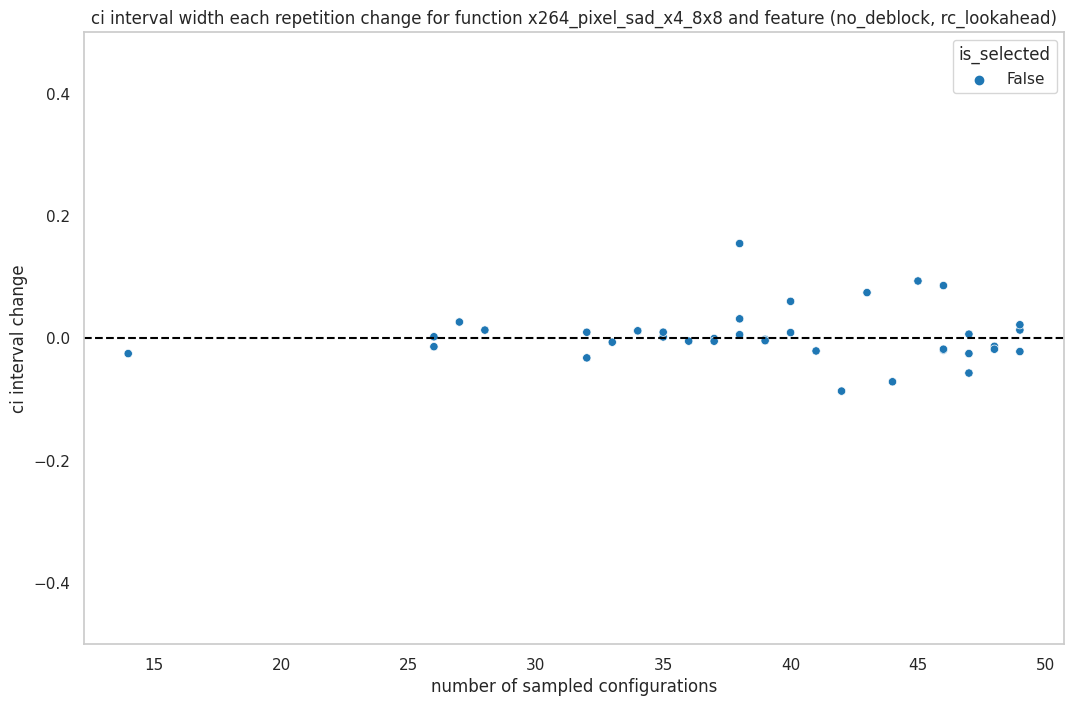 ci interval width each repetition change for function x264_pixel_sad_x4_8x8 and feature (no_deblock, rc_lookahead)
is_selected
False
ci interval change
0.4
0.2
0.0
−0.2
−0.4
15 20 25 30 35 40 45 50
number of sampled configurations